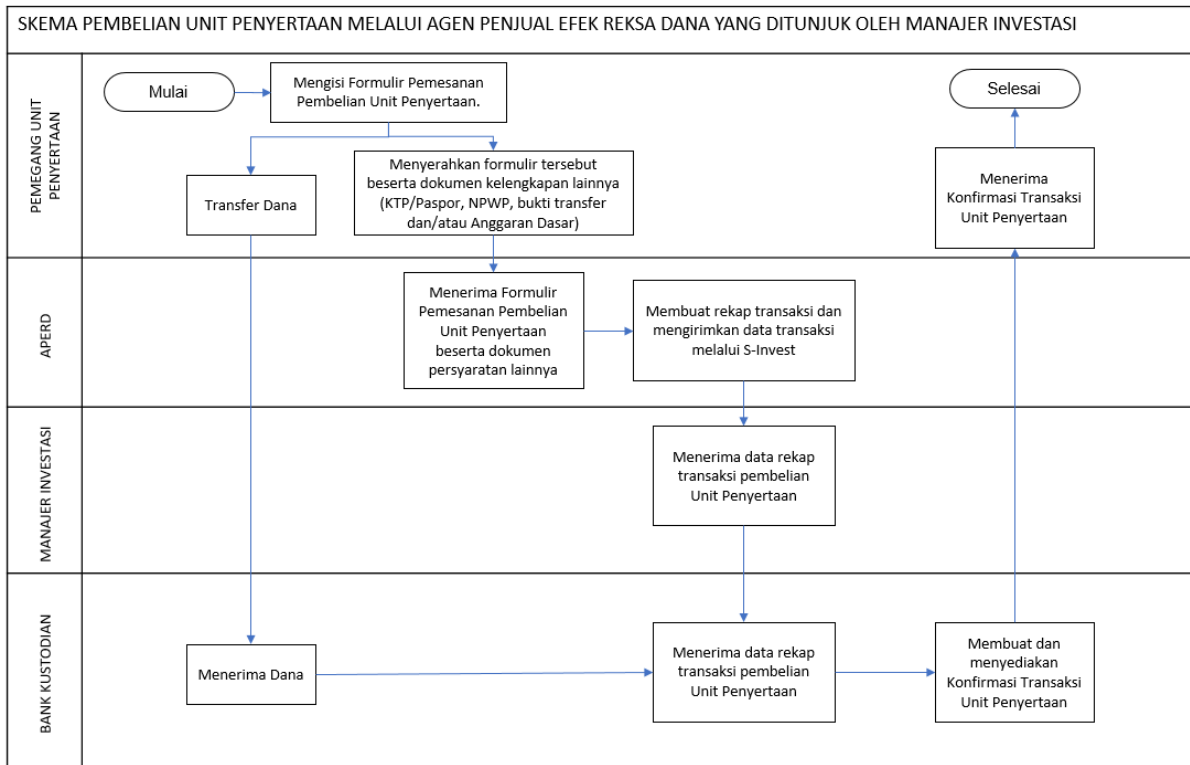 SKEMA PEMBELIAN UNIT PENYERTAAN MELALUI AGEN PENJUAL EFEK REKSA DANA YANG DITUNJUK OLEH MANAJER INVESTASI
PEMEGANG UNIT
PENYERTAAN
Mulai
Mengisi Formulir Pemesanan
Pembelian Unit Penyertaan.
Selesai
Transfer Dana
Menyerahkan formulir tersebut
beserta dokumen kelengkapan lainnya
(KTP/Paspor, NPWP, bukti transfer
dan/atau Anggaran Dasar)
Menerima
Konfirmasi Transaksi
Unit Penyertaan
APERD
Menerima Formulir
Pemesanan Pembelian
Unit Penyertaan
beserta dokumen
persyaratan lainnya
Membuat rekap transaksi dan
mengirimkan data transaksi
melalui S-Invest
MANAJER INVESTASI
Menerima data rekap
transaksi pembelian
Unit Penyertaan
BANK KUSTODIAN
Menerima Dana
Menerima data rekap
transaksi pembelian
Unit Penyertaan
Membuat dan
menyediakan
Konfirmasi Transaksi
Unit Penyertaan